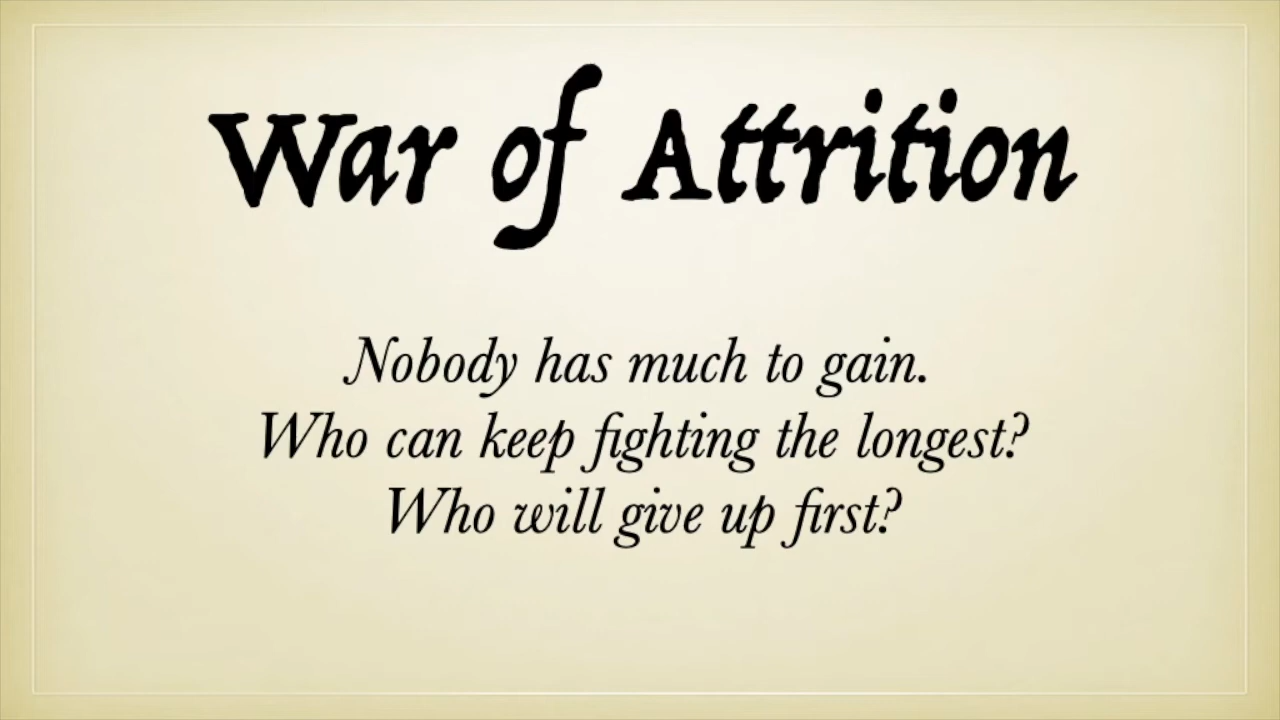 War of Attrition
Nobody has much to gain.
Who can keep fighting the longest?
Who will give up first?